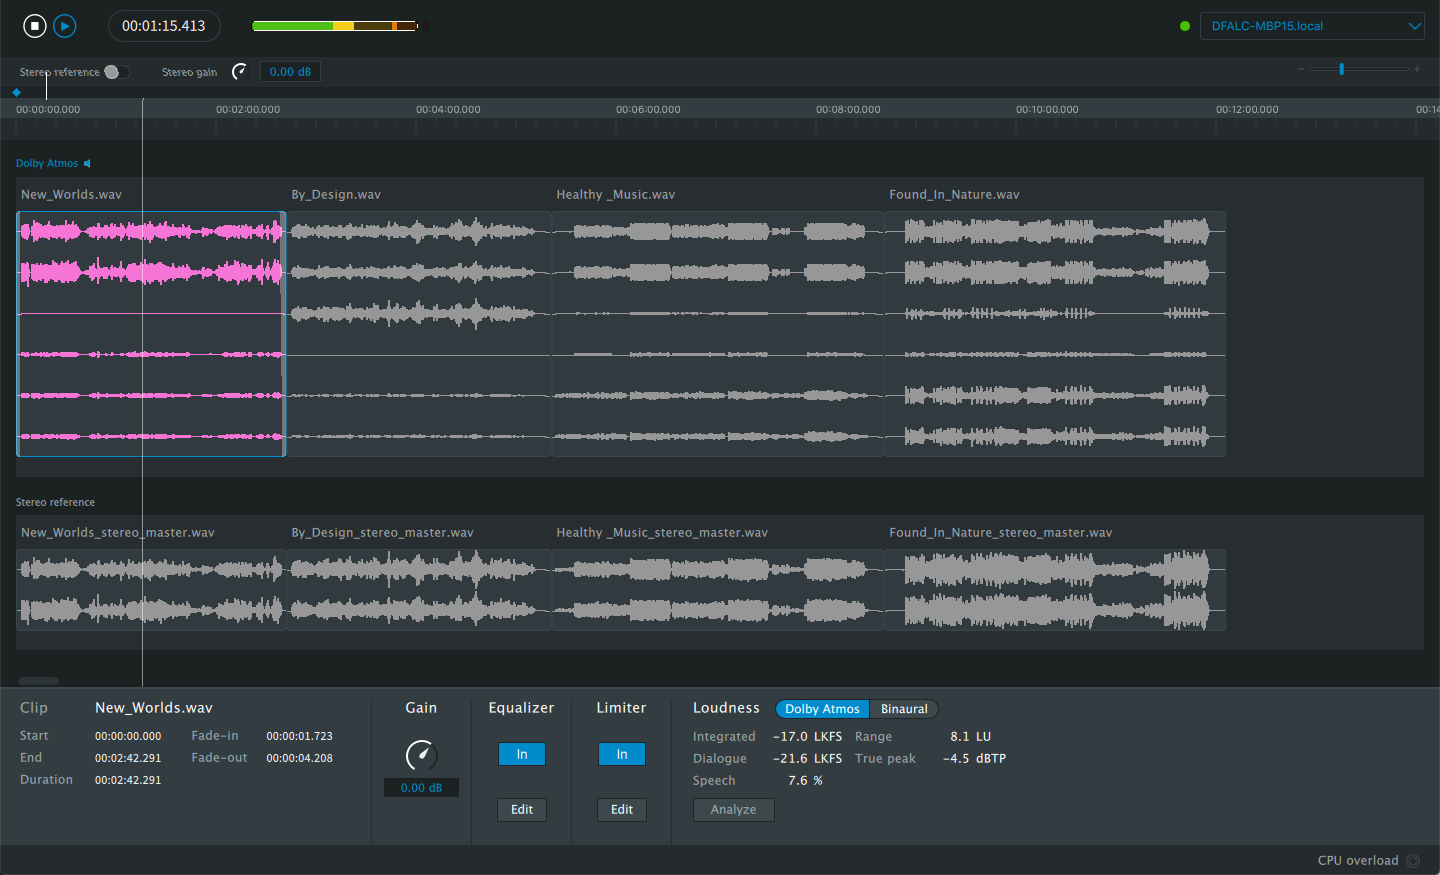 00:01:15.413
0
DFALC-MBP15.local
Stereo reference
Stereo gain
0.00 dB
00:00:00.000 00:02:00.000 00:04:00.000 00:06:00.000 00:08:00.000 00:10:00.000 00:12:00.000 00:14
Dolby Atmos
New_Worlds.wav By_Design.wav Healthy _Music.wav Found_In_Nature.wav
Stereo reference
New_Worlds_stereo_master.wav By_Design_stereo_master.wav Healthy _Music_stereo_master.wav Found_In_Nature_stereo_master.wav
Clip New_Worlds.wav
Start 00:00:00.000 Fade-in 00:00:01.723
End 00:02:42.291 Fade-out 00:00:04.208
Duration 00:02:42.291
Gain
0.00 dB
Equalizer
In
Edit
Limiter
In
Edit
Loudness Dolby Atmos Binaural
Integrated -17.0 LKFS Range 8.1 LU
Dialogue -21.6 LKFS True peak -4.5 dBTP
Speech 7.6 %
Analyze
CPU overload